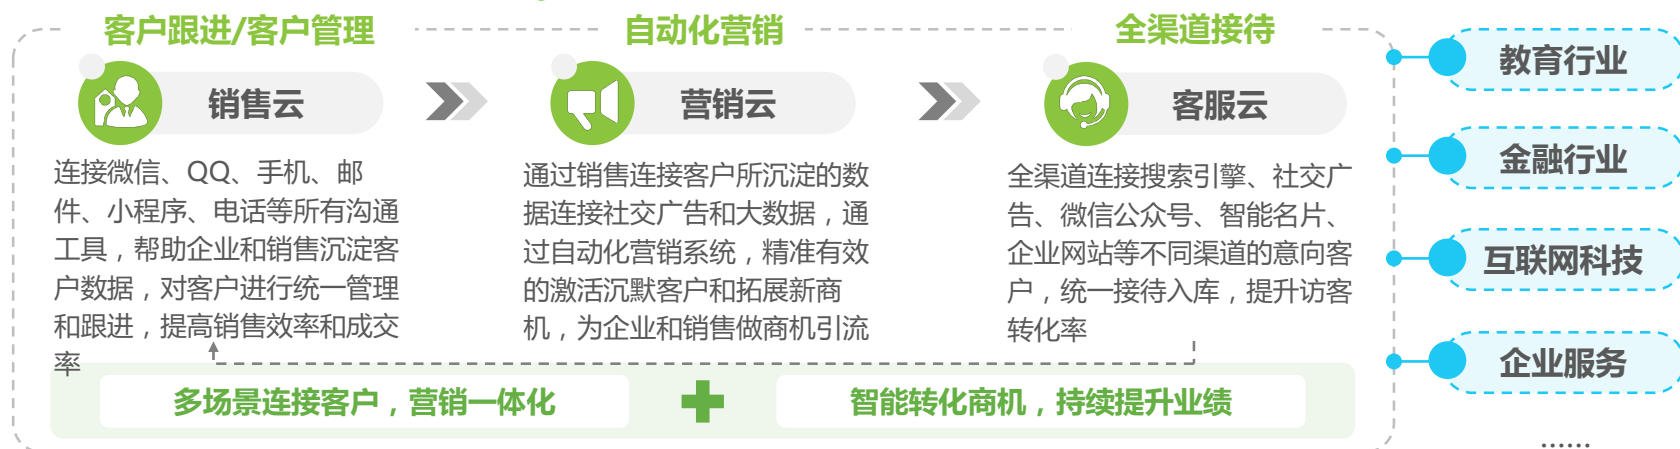 客户跟进/客户管理
销售云
连接微信、QQ、手机、邮
件、小程序、电话等所有沟通
工具，帮助企业和销售沉淀客
户数据，对客户进行统一管理
和跟进，提高销售效率和成交
率
自动化营销
营销云
通过销售连接客户所沉淀的数
据连接社交广告和大数据，通
过自动化营销系统，精准有效
的激活沉默客户和拓展新商
机，为企业和销售做商机引流
全渠道接待
客服云
全渠道连接搜索引擎、社交广
告、微信公众号、智能名片、
企业网站等不同渠道的意向客
户，统一接待入库，提升访客
转化率
多场景连接客户，营销一体化
智能转化商机，持续提升业绩
教育行业
金融行业
互联网科技
企业服务
……